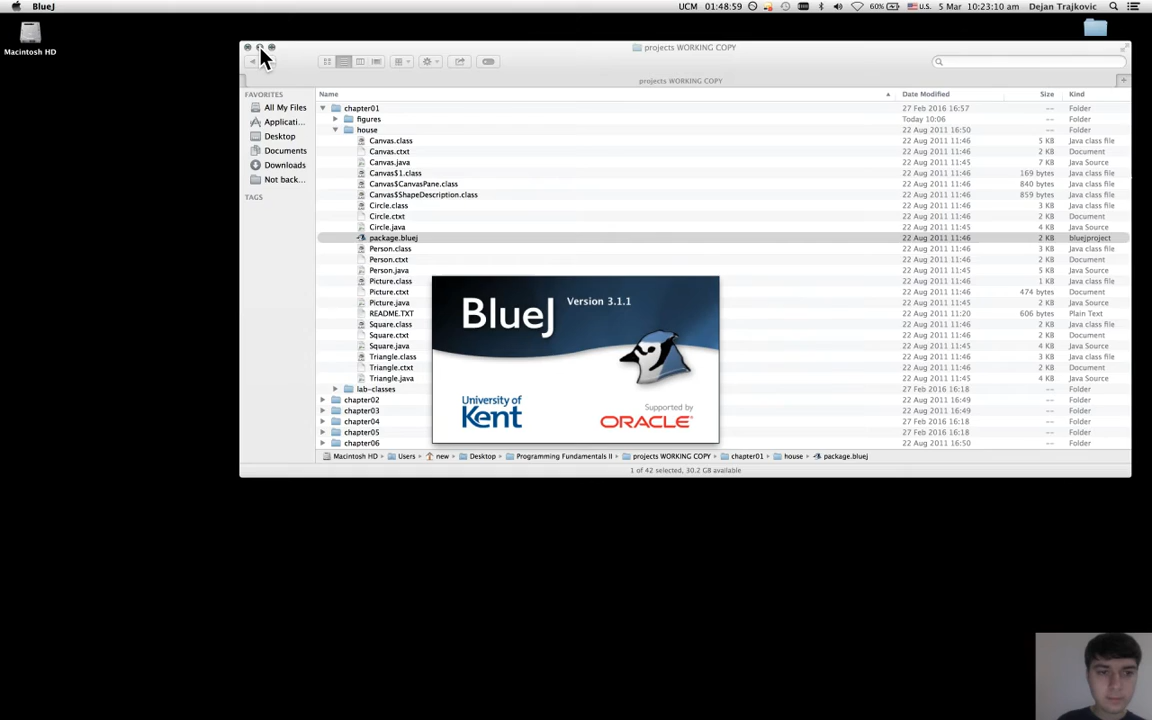 BlueJ
UCM 01:48:59 60% U.S. 5 Mar 10:23:10 am Dejan Trajkovic
Macintosh HD
projects WORKING COPY
projects WORKING COPY
FAVORITES
All My Files
Applicati...
Desktop
Documents
Downloads
Not back...
TAGS
Name Date Modified Size Kind
chapter01 27 Feb 2016 16:57 -- Folder
figures Today 10:06 -- Folder
house 22 Aug 2011 16:50 -- Folder
Canvas.class 22 Aug 2011 11:46 5 KB Java class file
Canvas.ctxt 22 Aug 2011 11:46 2 KB Document
Canvas.java 22 Aug 2011 11:46 7 KB Java Source
Canvas$1.class 22 Aug 2011 11:46 169 bytes Java class file
Canvas$CanvasPane.class 22 Aug 2011 11:46 840 bytes Java class file
Canvas$ShapeDescription.class 22 Aug 2011 11:46 859 bytes Java class file
Circle.class 22 Aug 2011 11:46 3 KB Java class file
Circle.ctxt 22 Aug 2011 11:46 2 KB Document
Circle.java 22 Aug 2011 11:45 4 KB Java Source
package.bluej 22 Aug 2011 11:46 2 KB bluejproject
Person.class 22 Aug 2011 11:46 3 KB Java class file
Person.ctxt 22 Aug 2011 11:46 2 KB Document
Person.java 22 Aug 2011 11:45 5 KB Java Source
Picture.class 22 Aug 2011 11:46 3 KB Java class file
Picture.ctxt 22 Aug 2011 11:46 474 bytes Document
Picture.java 22 Aug 2011 11:45 2 KB Java Source
README.TXT 22 Aug 2011 11:20 606 bytes Plain Text
Square.class 22 Aug 2011 11:46 2 KB Java class file
Square.ctxt 22 Aug 2011 11:46 2 KB Document
Square.java 22 Aug 2011 11:45 4 KB Java Source
Triangle.class 22 Aug 2011 11:46 3 KB Java class file
Triangle.ctxt 22 Aug 2011 11:46 2 KB Document
Triangle.java 22 Aug 2011 11:45 4 KB Java Source
lab-classes 27 Feb 2016 16:18 -- Folder
chapter02 22 Aug 2011 16:49 -- Folder
chapter03 22 Aug 2011 16:49 -- Folder
chapter04 27 Feb 2016 16:18 -- Folder
chapter05 27 Feb 2016 16:18 -- Folder
chapter06 22 Aug 2011 16:50 -- Folder
BlueJ Version 3.1.1
University of
Kent
Supported by
ORACLE
Macintosh HD Users new Desktop Programming Fundamentals II projects WORKING COPY chapter01 house package.bluej
1 of 42 selected, 30.2 GB available